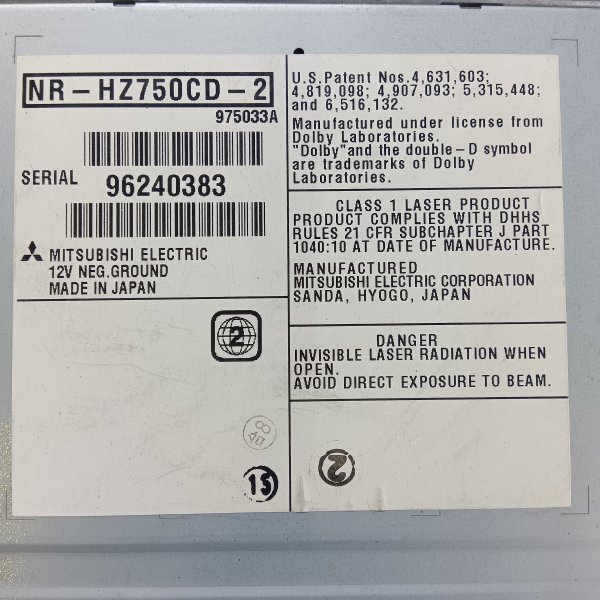 NR-HZ750CD-2
975033A
SERIAL 96240383
MITSUBISHI ELECTRIC
12V NEG.GROUND
MADE IN JAPAN
2
15
U.S.Patent Nos.4,631,603;
4,819,098; 4,907,093; 5,315,448;
and 6,516,132.
Manufactured under license from
Dolby Laboratories.
"Dolby"and the double-D symbol
are trademarks of Dolby
Laboratories.
CLASS 1 LASER PRODUCT
PRODUCT COMPLIES WITH DHHS
RULES 21 CFR SUBCHAPTER J PART
1040:10 AT DATE OF MANUFACTURE.
MANUFACTURED
MITSUBISHI ELECTRIC CORPORATION
SANDA, HYOGO, JAPAN
DANGER
INVISIBLE LASER RADIATION WHEN
OPEN.
AVOID DIRECT EXPOSURE TO BEAM.
2